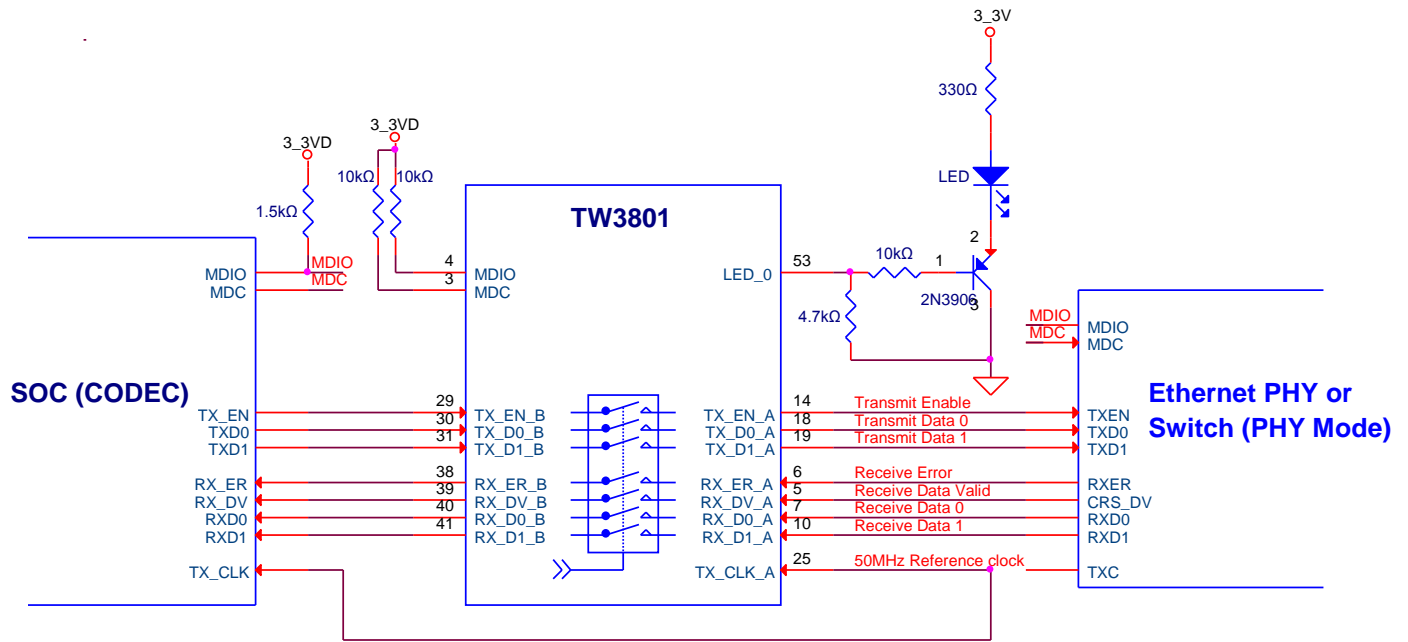 3_3V
330Ω
3_3VD
3_3VD
10kΩ
10kΩ
1.5kΩ
LED
TW3801
2
MDIO
MDC
MDIO
MDC
4
3
MDIO
MDC
LED_0
53
10kΩ
1
2N3906
3
4.7kΩ
MDIO
MDC
MDIO
MDC
SOC (CODEC)
Ethernet PHY or
Switch (PHY Mode)
TX_EN
29
TX_EN_B
TX_EN_A
14
Transmit Enable
TXEN
TXD0
30
TX_D0_B
TX_D0_A
18
Transmit Data 0
TXD0
TXD1
31
TX_D1_B
TX_D1_A
19
Transmit Data 1
TXD1
RX_ER
38
RX_ER_B
RX_ER_A
6
Receive Error
RXER
RX_DV
39
RX_DV_B
RX_DV_A
5
Receive Data Valid
CRS_DV
RXD0
40
RX_D0_B
RX_D0_A
7
Receive Data 0
RXD0
RXD1
41
RX_D1_B
RX_D1_A
10
Receive Data 1
RXD1
TX_CLK
TX_CLK_A
25
50MHz Reference clock
TXC